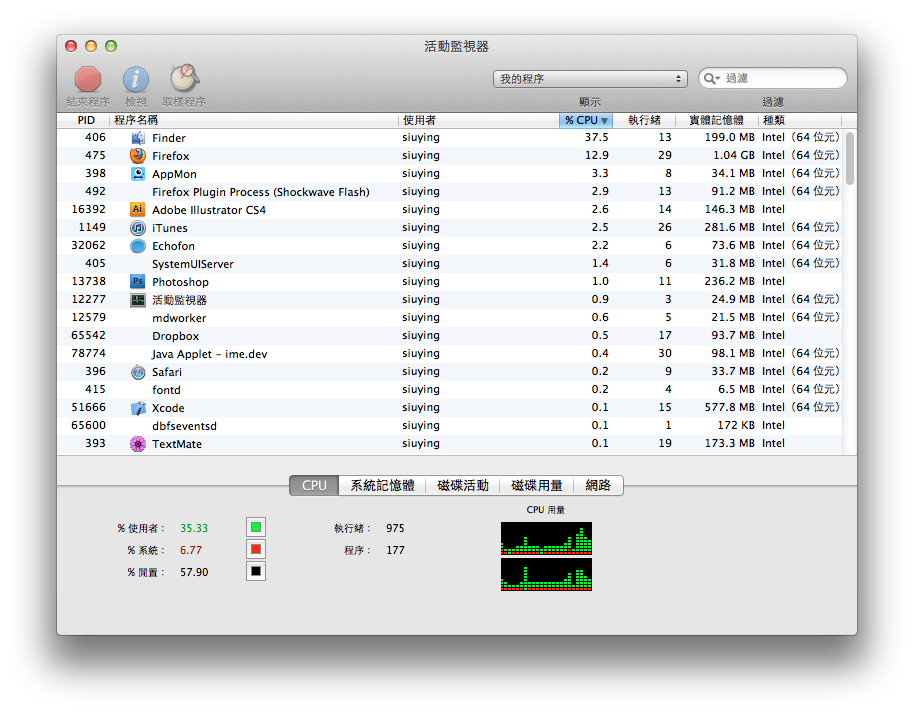 活動監視器
我的程序
過濾
結束程序 檢視 取樣程序 顯示 過濾
PID 程序名稱 使用者 % CPU 執行緒 實體記憶體 種類
406 Finder siuying 37.5 13 199.0 MB Intel（64 位元）
475 Firefox siuying 12.9 29 1.04 GB Intel（64 位元）
398 AppMon siuying 3.3 8 34.1 MB Intel（64 位元）
492 Firefox Plugin Process (Shockwave Flash) siuying 2.9 13 91.2 MB Intel（64 位元）
16392 Ai Adobe Illustrator CS4 siuying 2.6 14 146.3 MB Intel
1149 iTunes siuying 2.5 26 281.6 MB Intel（64 位元）
32062 Echofon siuying 2.2 6 73.6 MB Intel（64 位元）
405 SystemUIServer siuying 1.4 6 31.8 MB Intel（64 位元）
13738 Ps Photoshop siuying 1.0 11 236.2 MB Intel
12277 活動監視器 siuying 0.9 3 24.9 MB Intel（64 位元）
12579 mdworker siuying 0.6 5 21.5 MB Intel（64 位元）
65542 Dropbox siuying 0.5 17 93.7 MB Intel
78774 Java Applet – ime.dev siuying 0.4 30 98.1 MB Intel（64 位元）
396 Safari siuying 0.2 9 33.7 MB Intel（64 位元）
415 fontd siuying 0.2 4 6.5 MB Intel（64 位元）
51666 Xcode siuying 0.1 15 577.8 MB Intel（64 位元）
65600 dbfseventsd siuying 0.1 1 172 KB Intel
393 TextMate siuying 0.1 19 173.3 MB Intel
CPU 系統記憶體 磁碟活動 磁碟用量 網路
CPU 用量
% 使用者： 35.33 執行緒： 975
% 系統： 6.77 程序： 177
% 閒置： 57.90